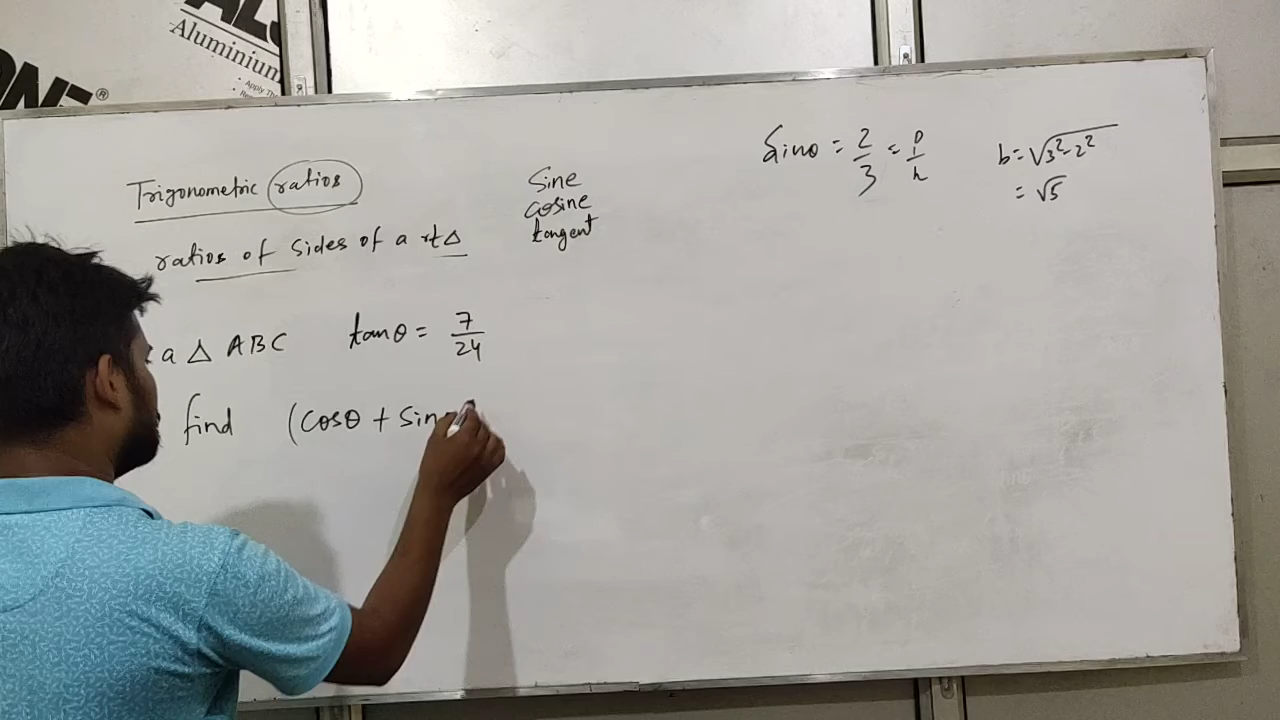 Aluminium
Trigonometric ratios
ratios of sides of a rt△
Sine
cosine
tangent
a △ ABC tanθ = 7/24
find (cosθ + sin
Sinθ = 2/3 = p/h
b = √3²-2²
= √5